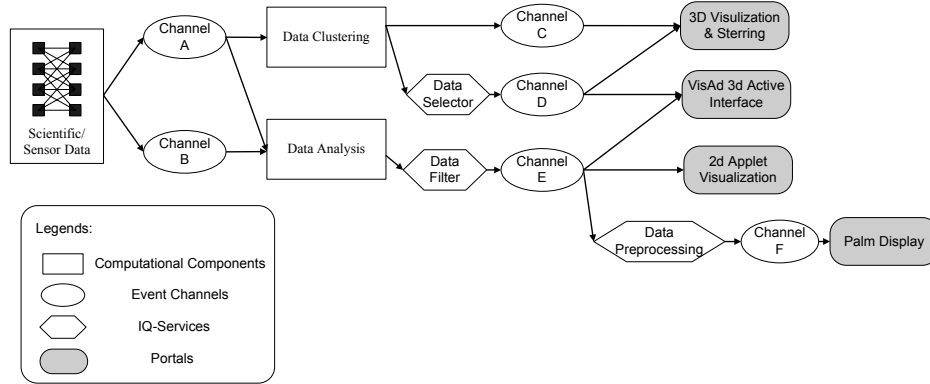 Scientific/
Sensor Data
Channel
A
Channel
B
Data Clustering
Data Analysis
Data
Selector
Data
Filter
Channel
C
Channel
D
Channel
E
3D Visulization
& Sterring
VisAd 3d Active
Interface
2d Applet
Visualization
Data
Preprocessing
Channel
F
Palm Display
Legends:
Computational Components
Event Channels
IQ-Services
Portals